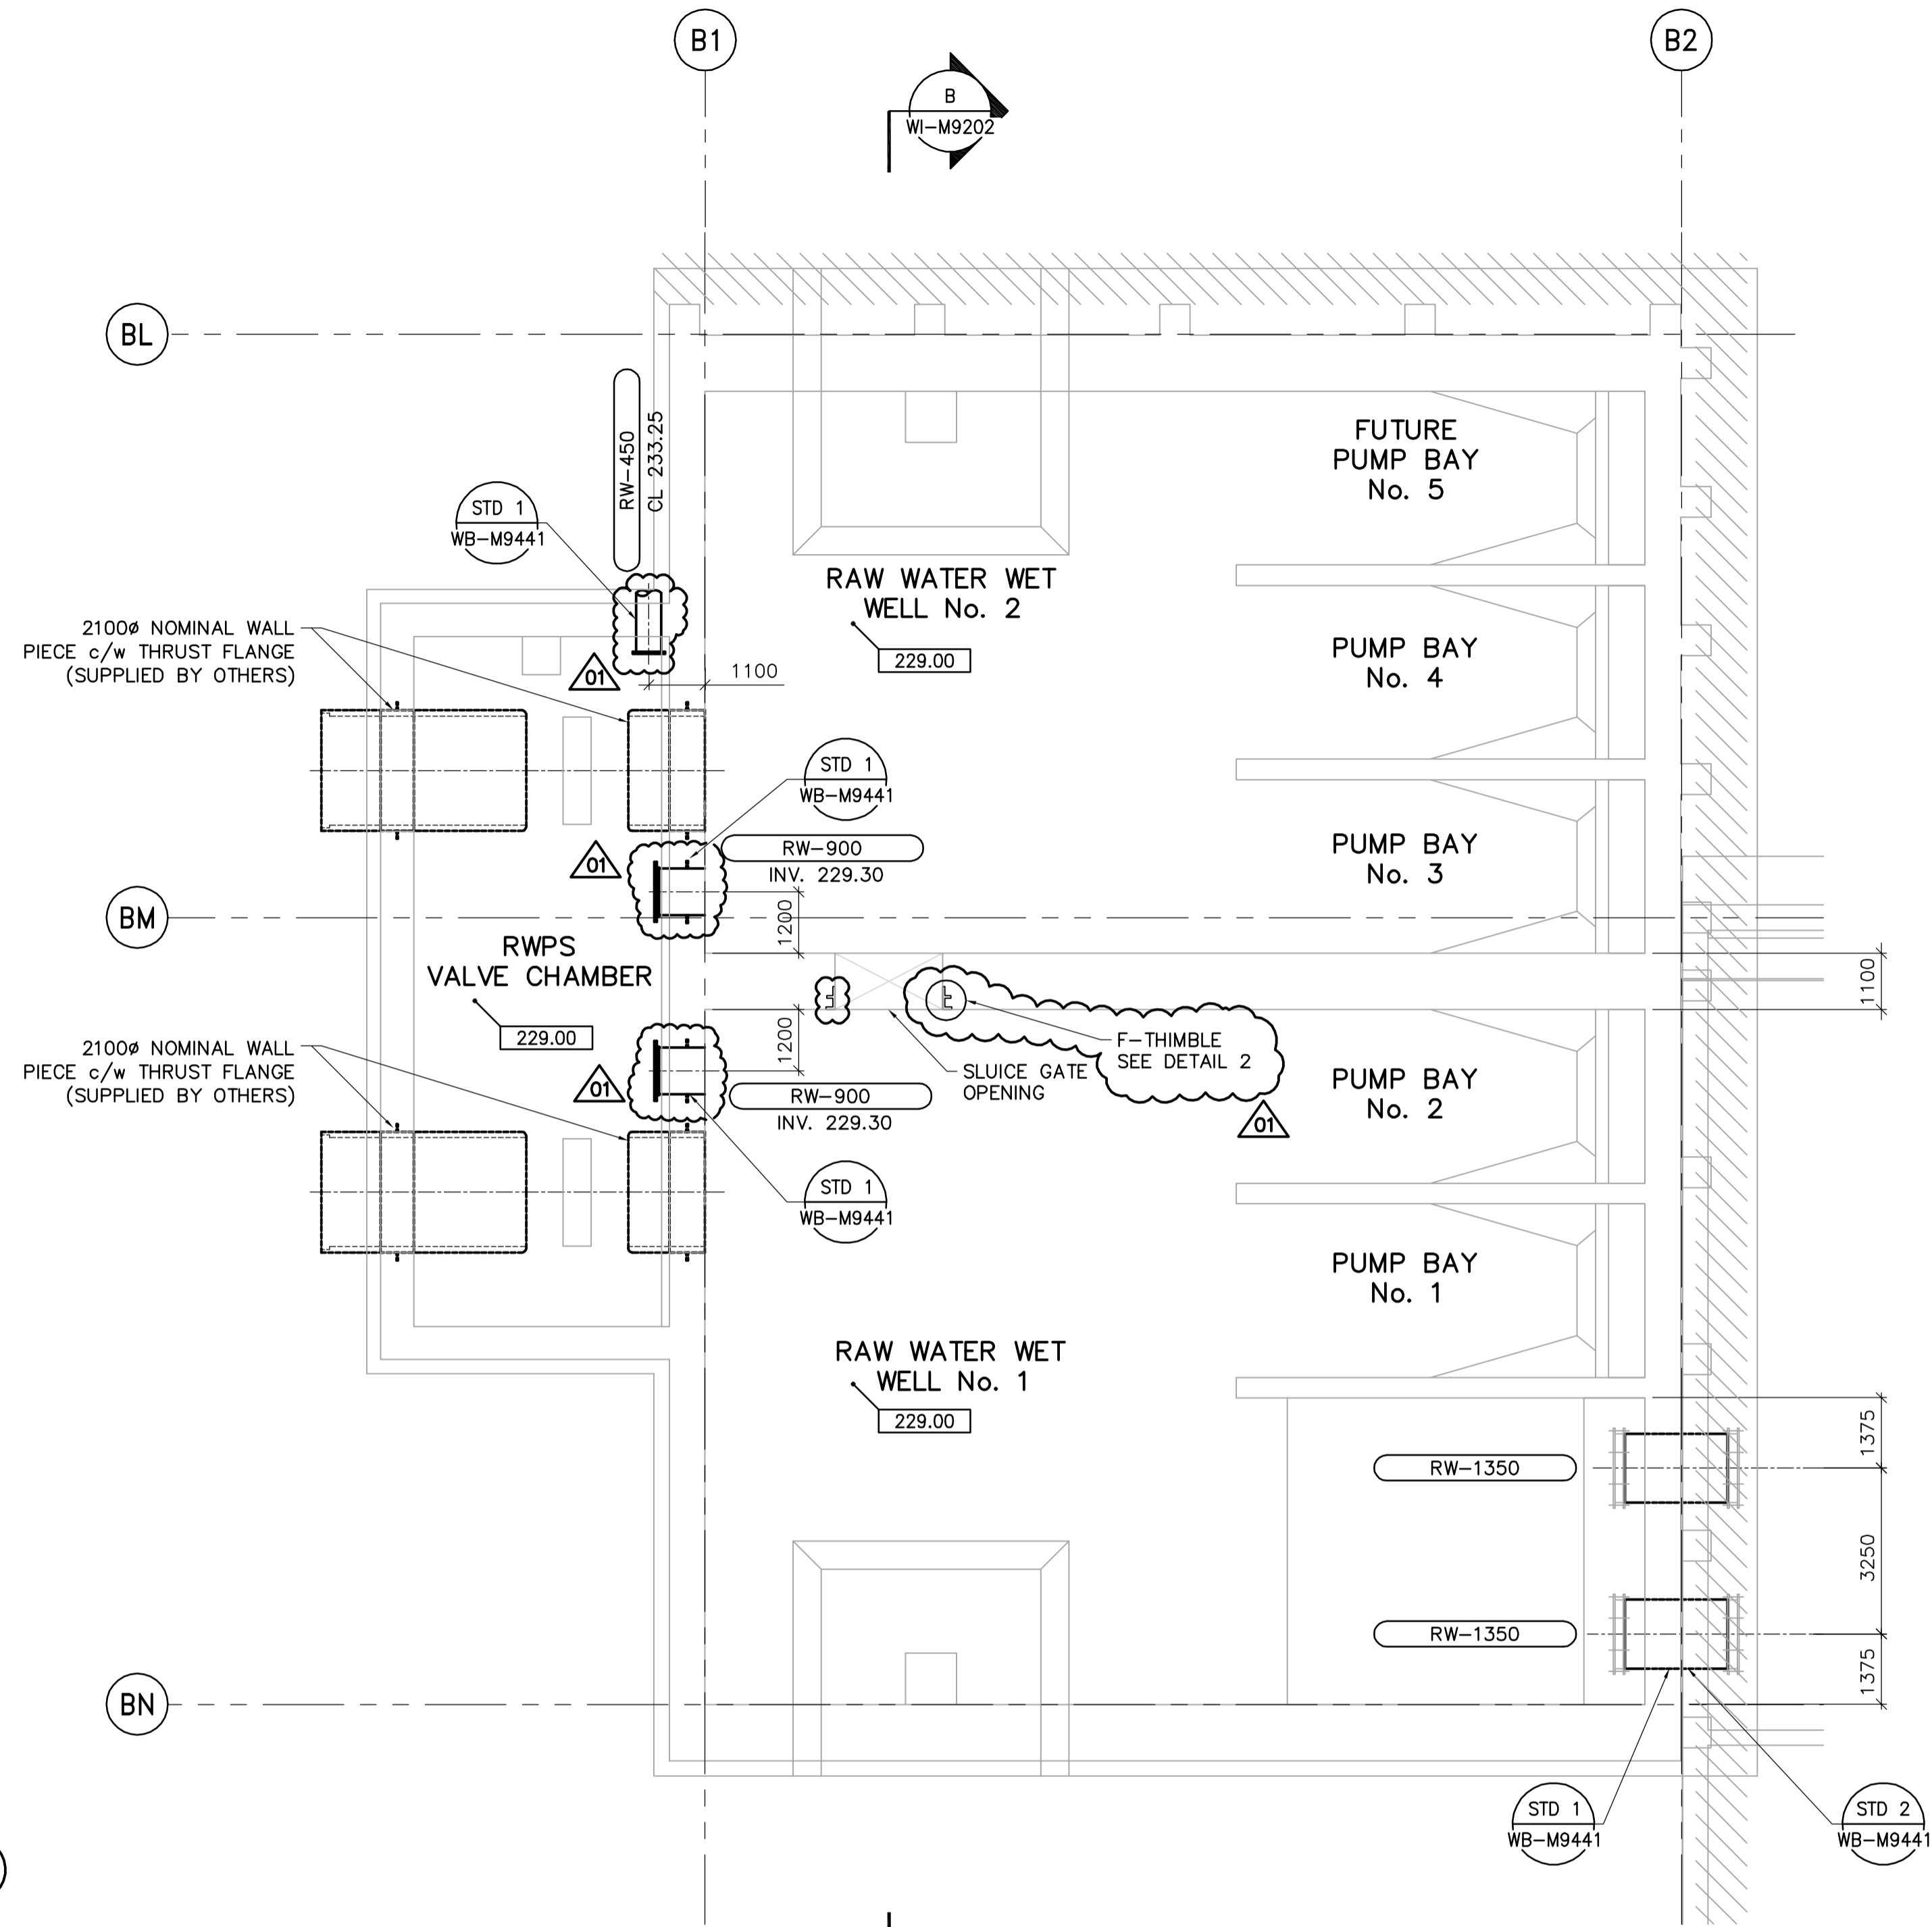 B1
B2
B
WI-M9202
BL
RW-450
CL 233.25
FUTURE
PUMP BAY
No. 5
STD 1
WB-M9441
RAW WATER WET
WELL No. 2
229.00
2100ø NOMINAL WALL
PIECE c/w THRUST FLANGE
(SUPPLIED BY OTHERS)
01
1100
PUMP BAY
No. 4
STD 1
WB-M9441
RW-900
INV. 229.30
01
PUMP BAY
No. 3
BM
1200
RWPS
VALVE CHAMBER
229.00
1100
1200
F-THIMBLE
SEE DETAIL 2
SLUICE GATE
OPENING
01
2100ø NOMINAL WALL
PIECE c/w THRUST FLANGE
(SUPPLIED BY OTHERS)
01
RW-900
INV. 229.30
PUMP BAY
No. 2
STD 1
WB-M9441
PUMP BAY
No. 1
RAW WATER WET
WELL No. 1
229.00
1375
RW-1350
3250
RW-1350
1375
BN
STD 1
WB-M9441
STD 2
WB-M9441